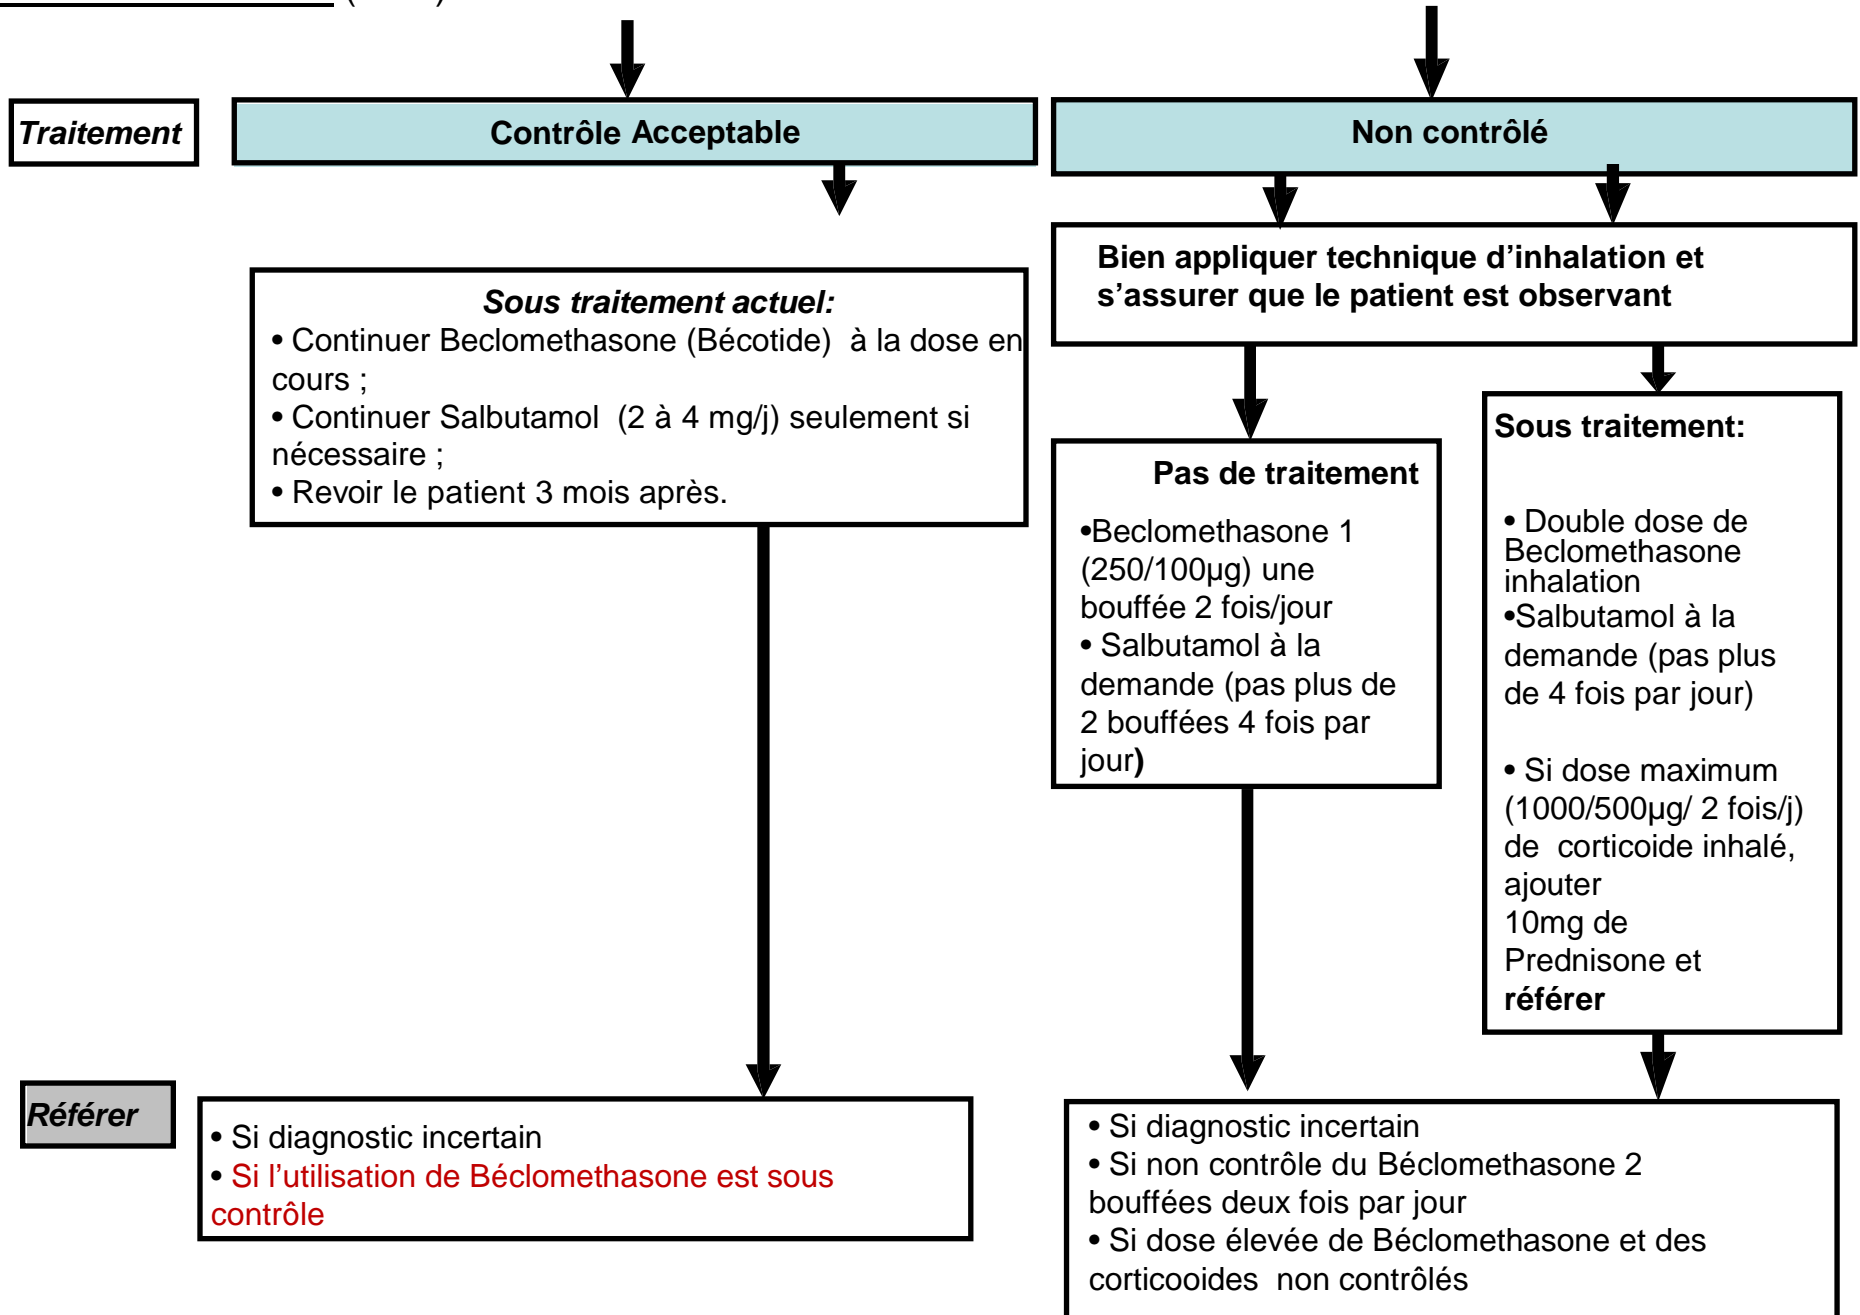 Traitement
Contrôle Acceptable
Non contrôlé
Sous traitement actuel:
• Continuer Beclomethasone (Bécotide) à la dose en
cours ;
• Continuer Salbutamol (2 à 4 mg/j) seulement si
nécessaire ;
• Revoir le patient 3 mois après.
Bien appliquer technique d’inhalation et
s’assurer que le patient est observant
Pas de traitement
•Beclomethasone 1
(250/100µg) une
bouffée 2 fois/jour
• Salbutamol à la
demande (pas plus de
2 bouffées 4 fois par
jour)
Sous traitement:
• Double dose de
Beclomethasone
inhalation
•Salbutamol à la
demande (pas plus
de 4 fois par jour)
• Si dose maximum
(1000/500µg/ 2 fois/j)
de corticoide inhalé,
ajouter
10mg de
Prednisone et
référer
Référer
• Si diagnostic incertain
• Si l’utilisation de Béclomethasone est sous
contrôle
• Si diagnostic incertain
• Si non contrôle du Béclomethasone 2
bouffées deux fois par jour
• Si dose élevée de Béclomethasone et des
corticooides non contrôlés